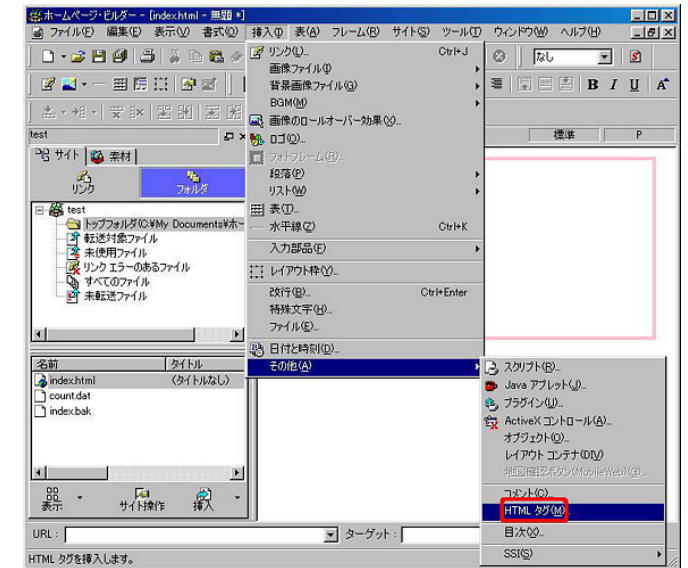 ホームページ・ビルダー - [index.html - 無題 *]
ファイル(F) 編集(E) 表示(V) 書式(O) 挿入(I) 表(A) フレーム(R) サイト(S) ツール(T) ウィンドウ(W) ヘルプ(H)
なし
B I U A
標準 P
test
サイト 素材
リンク フォルダ
test
トップフォルダ(C:¥My Documents¥ホー
転送対象ファイル
未使用ファイル
リンク エラーのあるファイル
すべてのファイル
未転送ファイル
名前 タイトル
index.html (タイトルなし)
count.dat
index.bak
表示 サイト操作 挿入
リンク(L)... Ctrl+J
画像ファイル(I)
背景画像ファイル(G)
BGM(M)
画像のロールオーバー効果(X)...
ロゴ(O)...
フォトフレーム(R)...
段落(P)
リスト(W)
表(T)...
水平線(Z) Ctrl+K
入力部品(F)
レイアウト枠(Y)...
改行(B)... Ctrl+Enter
特殊文字(H)...
ファイル(E)...
日付と時刻(D)...
その他(A)
スクリプト(R)...
Java アプレット(J)...
プラグイン(U)...
ActiveX コントロール(A)...
オブジェクト(O)...
レイアウト コンテナ(DIV)
地図確認ボタン(MobileWeb)(G)...
コメント(C)...
HTML タグ(M)...
目次(X)...
SSI(S)
URL : ターゲット :
HTML タグを挿入します。